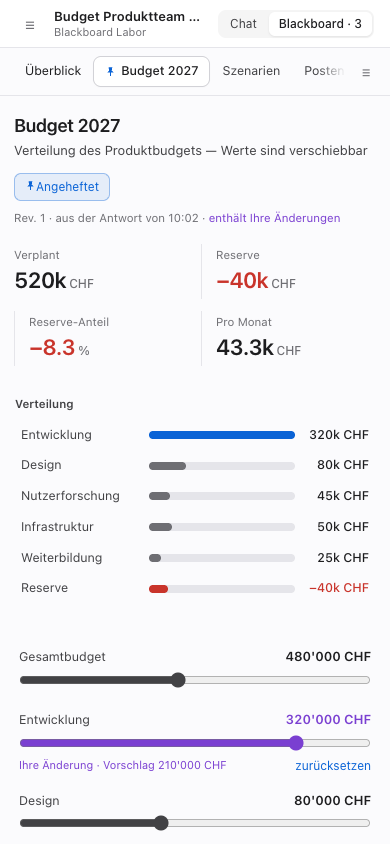 Budget Produktteam ...
Blackboard Labor
Chat
Blackboard · 3
Überblick
Budget 2027
Szenarien
Posten
Budget 2027
Verteilung des Produktbudgets — Werte sind verschiebbar
Angeheftet
Rev. 1 · aus der Antwort von 10:02 · enthält Ihre Änderungen
Verplant
520k CHF
Reserve
−40k CHF
Reserve-Anteil
−8.3 %
Pro Monat
43.3k CHF
Verteilung
Entwicklung 320k CHF
Design 80k CHF
Nutzerforschung 45k CHF
Infrastruktur 50k CHF
Weiterbildung 25k CHF
Reserve −40k CHF
Gesamtbudget 480'000 CHF
Entwicklung 320'000 CHF
Ihre Änderung · Vorschlag 210'000 CHF zurücksetzen
Design 80'000 CHF